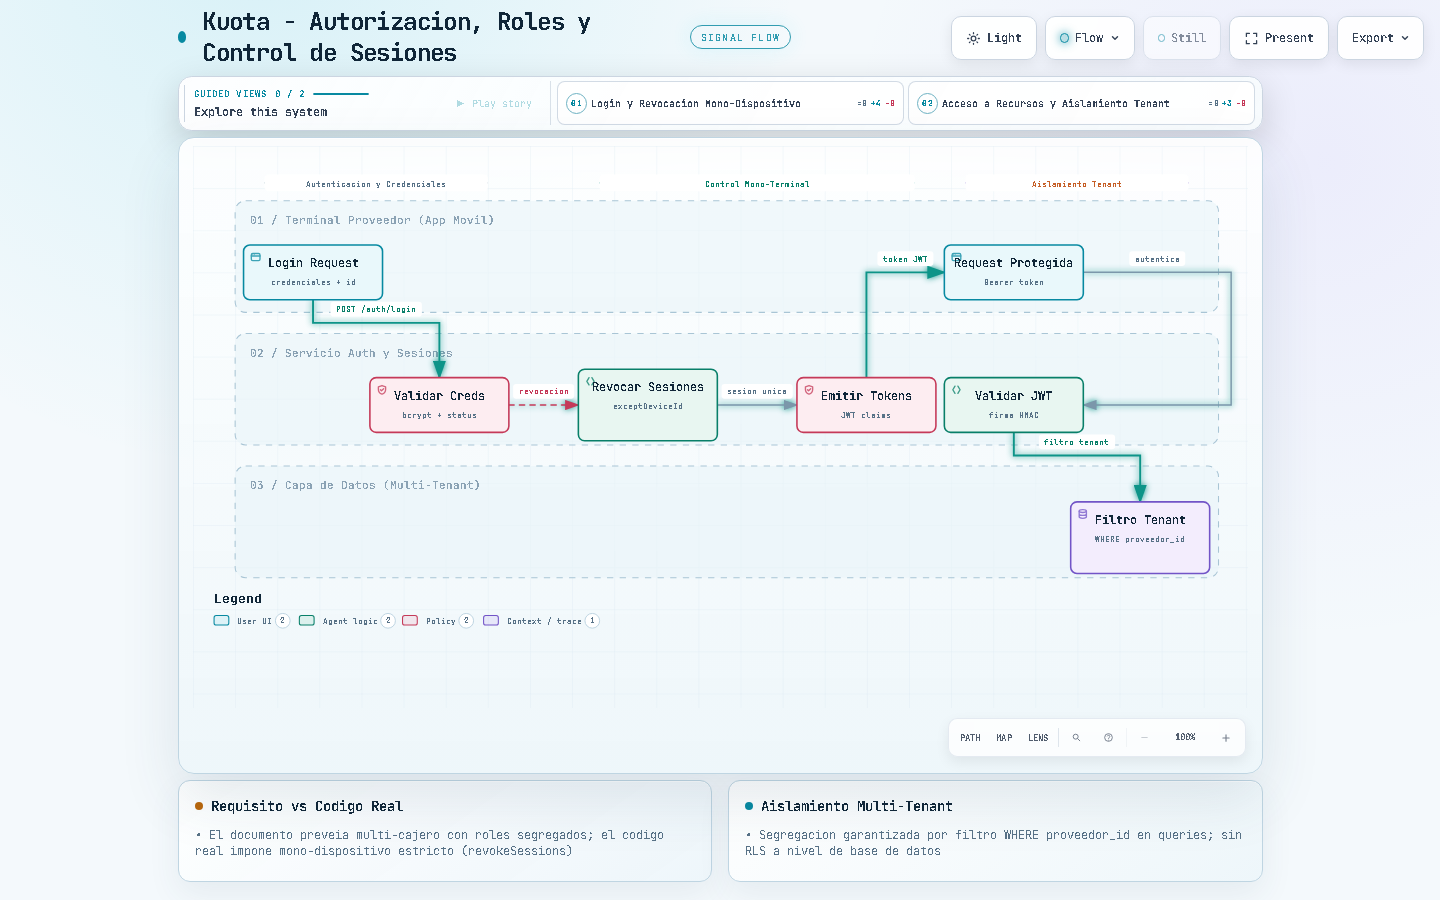 Kuota - Autorizacion, Roles y
Control de Sesiones
SIGNAL FLOW
Light
Flow
Still
Present
Export
GUIDED VIEWS 0 / 2
Explore this system
Play story
01 Login y Revocacion Mono-Dispositivo
02 Acceso a Recursos y Aislamiento Tenant
Autenticacion y Credenciales
Control Mono-Terminal
Aislamiento Tenant
01 / Terminal Proveedor (App Movil)
Login Request
credenciales + id
token JWT
Request Protegida
Bearer token
autentica
POST /auth/login
02 / Servicio Auth y Sesiones
Validar Creds
bcrypt + status
revocacion
Revocar Sesiones
exceptDeviceId
sesion unica
Emitir Tokens
JWT claims
Validar JWT
firma HMAC
filtro tenant
03 / Capa de Datos (Multi-Tenant)
Filtro Tenant
WHERE proveedor_id
Legend
User UI 2
Agent logic 2
Policy 2
Context / trace 1
PATH
MAP
LENS
100%
Requisito vs Codigo Real
• El documento preveia multi-cajero con roles segregados; el codigo
real impone mono-dispositivo estricto (revokeSessions)
Aislamiento Multi-Tenant
• Segregacion garantizada por filtro WHERE proveedor_id en queries; sin
RLS a nivel de base de datos